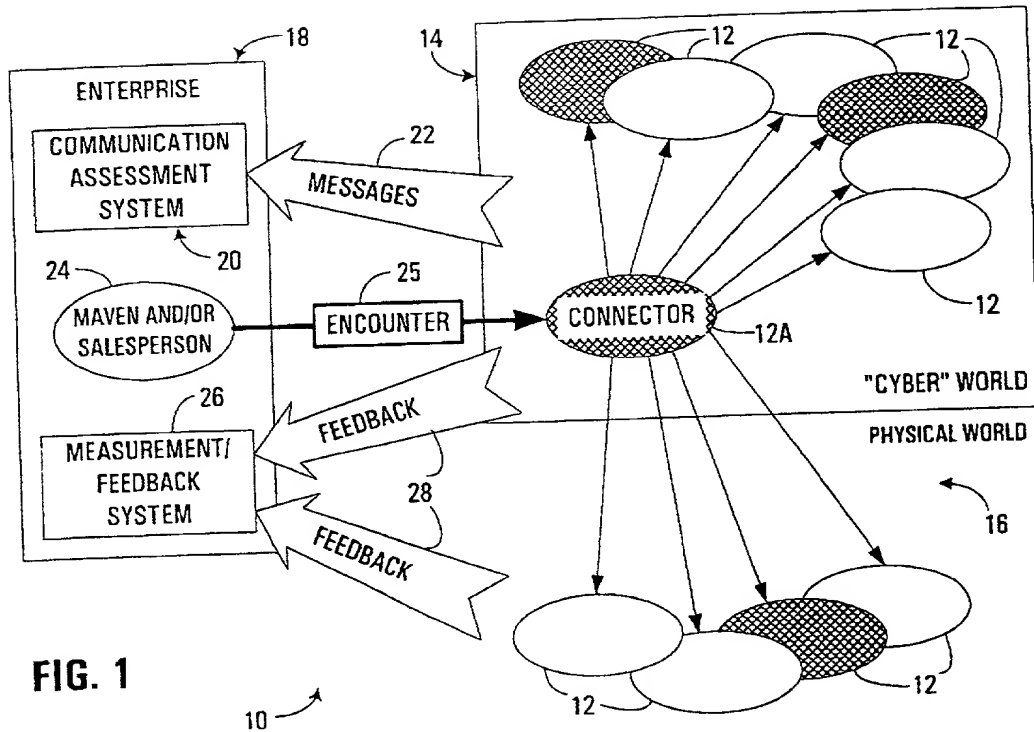 18
14
12
12
ENTERPRISE
COMMUNICATION
ASSESSMENT
SYSTEM
22
MESSAGES
20
24
25
12
MAVEN AND/OR
SALESPERSON
ENCOUNTER
CONNECTOR
12A
26
FEEDBACK
"CYBER" WORLD
PHYSICAL WORLD
MEASUREMENT/
FEEDBACK
SYSTEM
28
16
FEEDBACK
FIG. 1
12
12
10